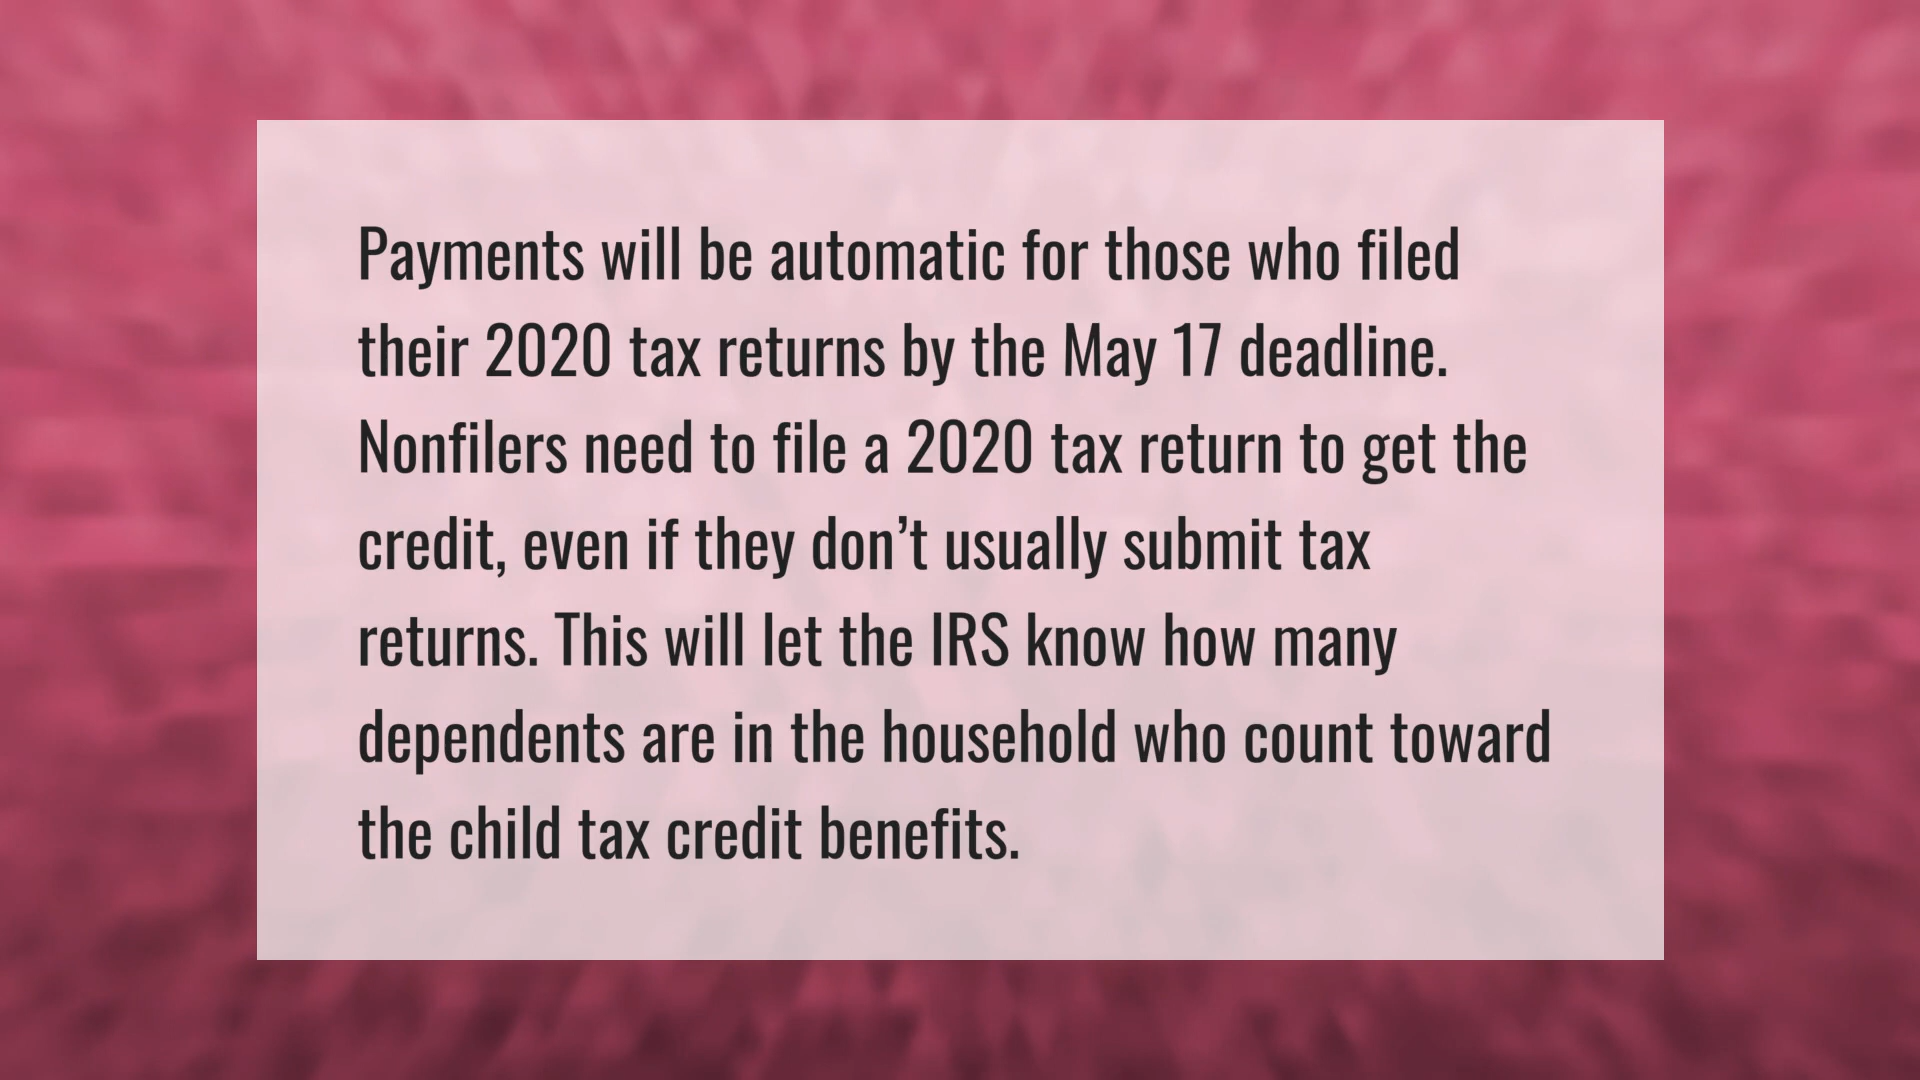 Payments will be automatic for those who filed
their 2020 tax returns by the May 17 deadline.
Nonfilers need to file a 2020 tax return to get the
credit, even if they don’t usually submit tax
returns. This will let the IRS know how many
dependents are in the household who count toward
the child tax credit benefits.